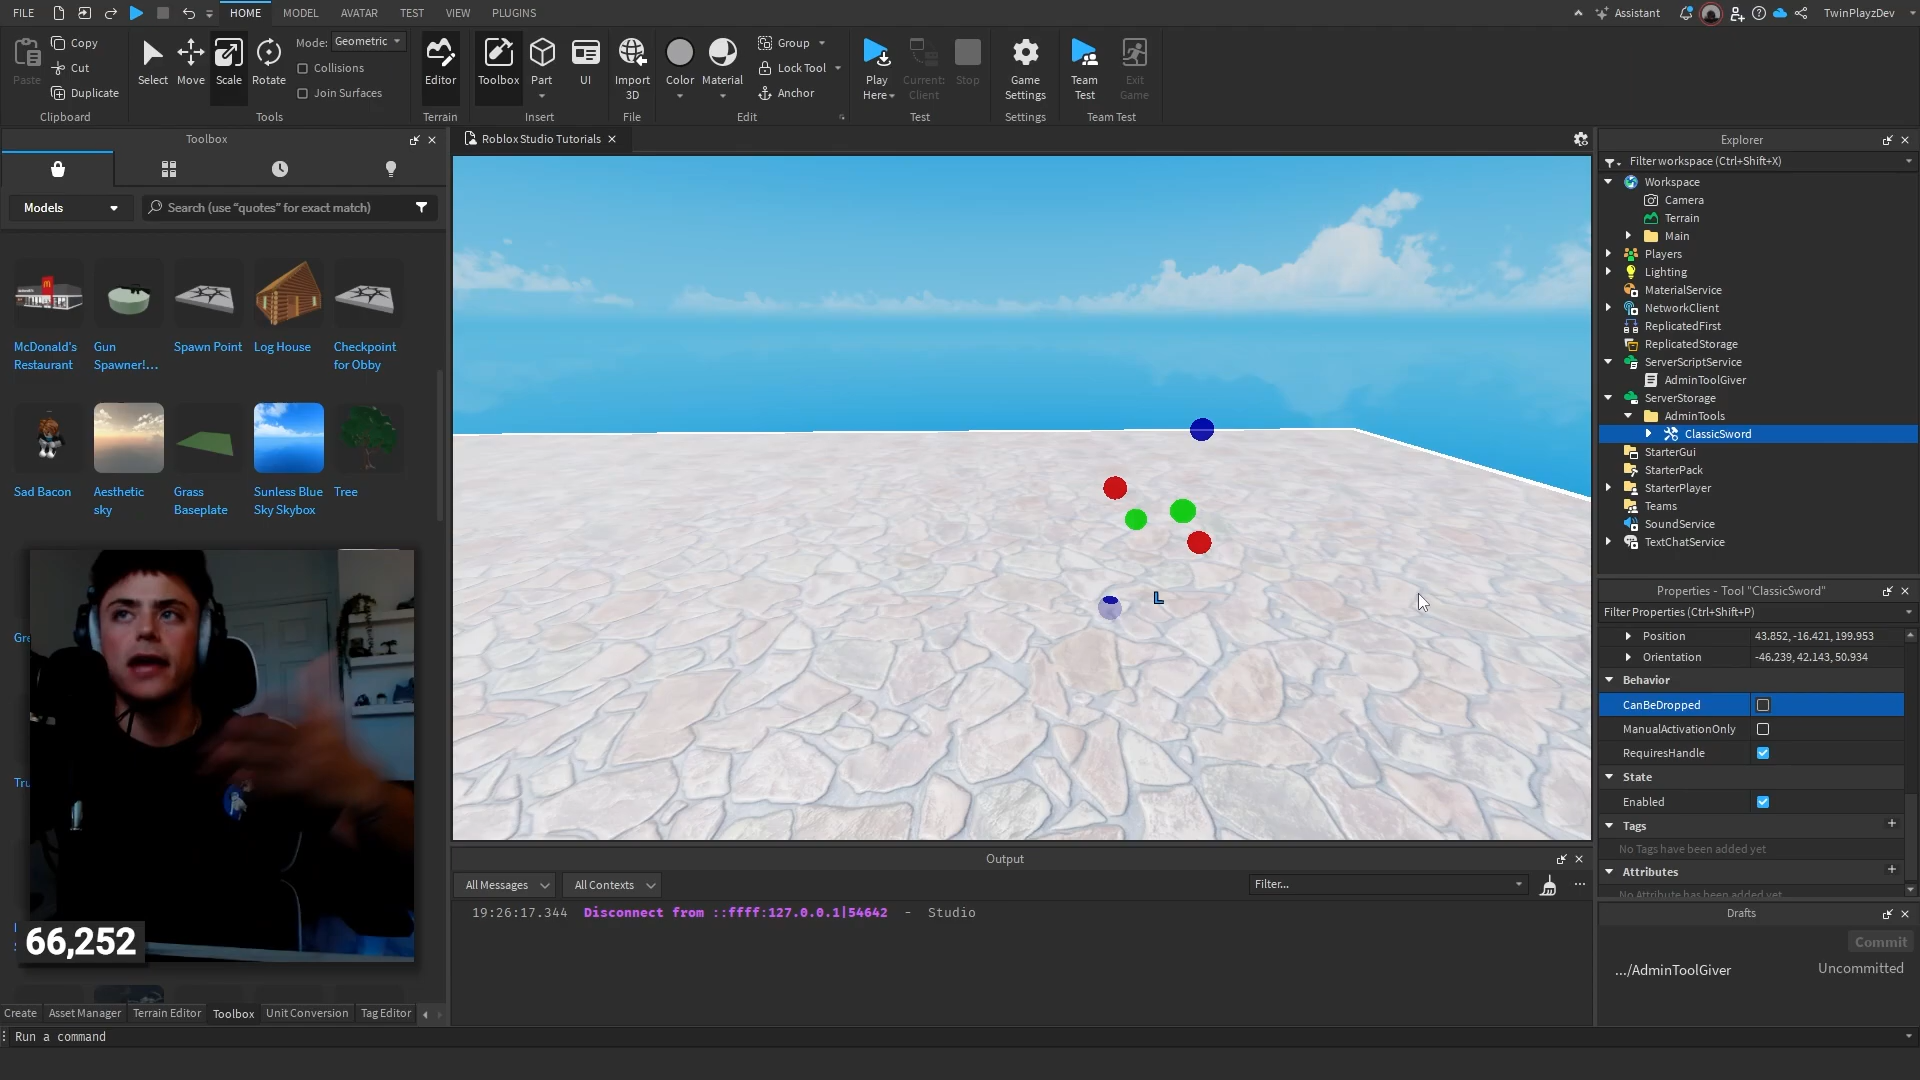 FILE HOME MODEL AVATAR TEST VIEW PLUGINS Assistant TwinPlayzDev
Paste Copy Cut Duplicate
Clipboard
Select Move Scale Rotate
Mode: Geometric
Collisions
Join Surfaces
Tools
Editor
Terrain
Toolbox Part UI
Insert
Import 3D
File
Color Material
Group
Lock Tool
Anchor
Edit
Play Here
Current: Client
Stop
Test
Game Settings
Settings
Team Test
Exit Game
Team Test
Toolbox
Models
Search (use “quotes” for exact match)
McDonald's Restaurant
Gun Spawner!...
Spawn Point
Log House
Checkpoint for Obby
Sad Bacon
Aesthetic sky
Grass Baseplate
Sunless Blue Sky Skybox
Tree
66,252
Create Asset Manager Terrain Editor Toolbox Unit Conversion Tag Editor
Run a command
Roblox Studio Tutorials
L
Output
All Messages All Contexts Filter...
19:26:17.344 Disconnect from ::ffff:127.0.0.1|54642 - Studio
Explorer
Filter workspace (Ctrl+Shift+X)
Workspace
Camera
Terrain
Main
Players
Lighting
MaterialService
NetworkClient
ReplicatedFirst
ReplicatedStorage
ServerScriptService
AdminToolGiver
ServerStorage
AdminTools
ClassicSword
StarterGui
StarterPack
StarterPlayer
Teams
SoundService
TextChatService
Properties - Tool "ClassicSword"
Filter Properties (Ctrl+Shift+P)
Position 43.852, -16.421, 199.953
Orientation -46.239, 42.143, 50.934
Behavior
CanBeDropped
ManualActivationOnly
RequiresHandle
State
Enabled
Tags
No Tags have been added yet
Attributes
No Attribute has been added yet
Drafts
Commit
.../AdminToolGiver Uncommitted